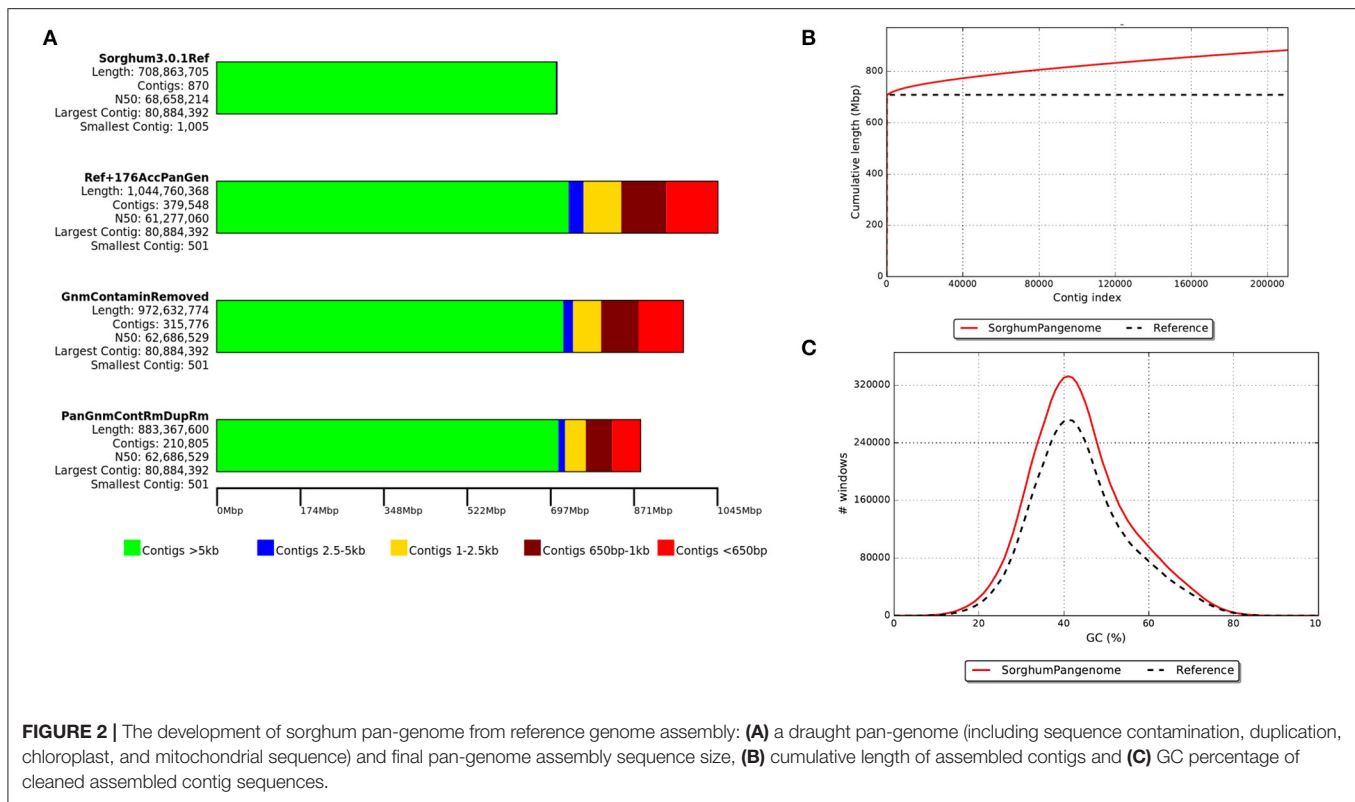 A
Sorghum3.0.1Ref
Length: 708,863,705
Contigs: 870
N50: 68,658,214
Largest Contig: 80,884,392
Smallest Contig: 1,005
Ref+176AccPanGen
Length: 1,044,760,368
Contigs: 379,548
N50: 61,277,060
Largest Contig: 80,884,392
Smallest Contig: 501
GnmContaminRemoved
Length: 972,632,774
Contigs: 315,776
N50: 62,686,529
Largest Contig: 80,884,392
Smallest Contig: 501
PanGnmContRmDupRm
Length: 883,367,600
Contigs: 210,805
N50: 62,686,529
Largest Contig: 80,884,392
Smallest Contig: 501
0Mbp 174Mbp 348Mbp 522Mbp 697Mbp 871Mbp 1045Mbp
Contigs >5kb Contigs 2.5-5kb Contigs 1-2.5kb Contigs 650bp-1kb Contigs <650bp
B
Cumulative length (Mbp)
800
600
400
200
0
40000 80000 120000 160000 200000
Contig index
SorghumPangenome Reference
C
# windows
320000
240000
160000
80000
0
0 20 40 60 80 10
GC (%)
SorghumPangenome Reference
FIGURE 2 | The development of sorghum pan-genome from reference genome assembly: (A) a draught pan-genome (including sequence contamination, duplication,
chloroplast, and mitochondrial sequence) and final pan-genome assembly sequence size, (B) cumulative length of assembled contigs and (C) GC percentage of
cleaned assembled contig sequences.